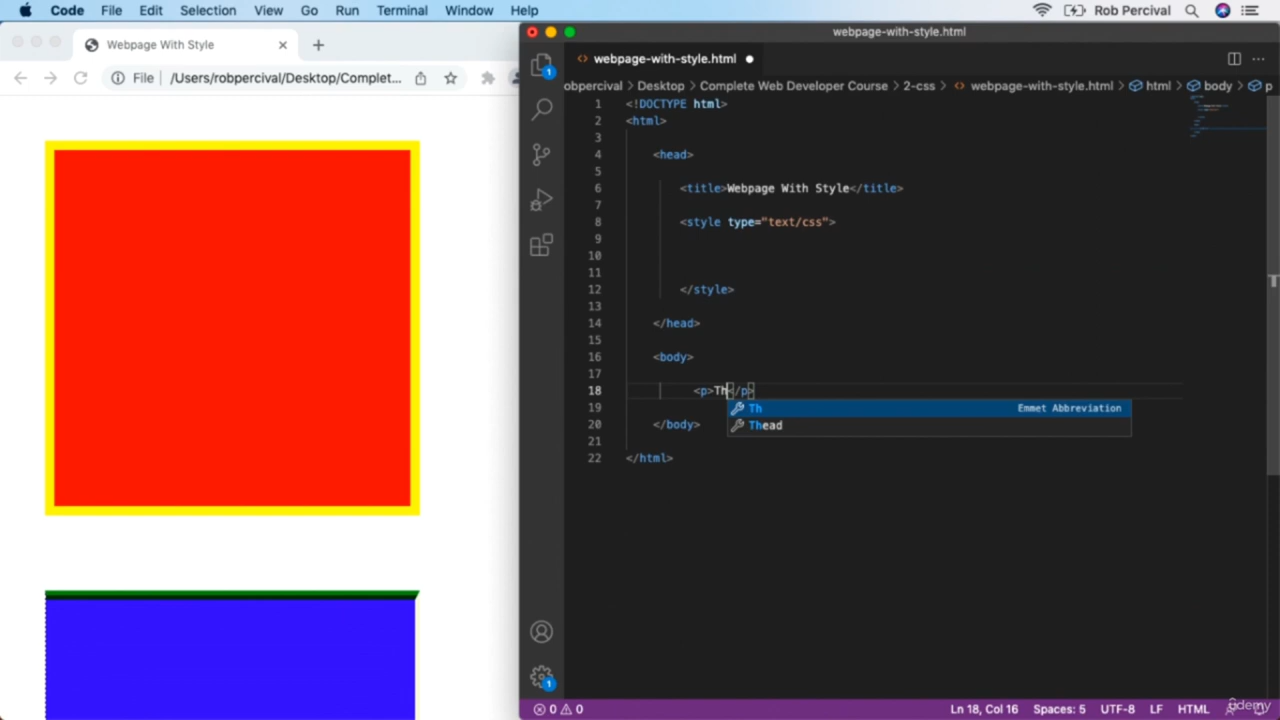 Code File Edit Selection View Go Run Terminal Window Help Rob Percival
Webpage With Style
File /Users/robpercival/Desktop/Complet...
webpage-with-style.html
webpage-with-style.html
obpercival > Desktop > Complete Web Developer Course > 2-css > webpage-with-style.html > html > body > p
1 <!DOCTYPE html>
2 <html>
3
4 <head>
5
6 <title>Webpage With Style</title>
7
8 <style type="text/css">
9
10
11
12 </style>
13
14 </head>
15
16 <body>
17
18 <p>Th</p>
19
20 </body>
21
22 </html>
Th Emmet Abbreviation
Thead
1
1
0 0 Ln 18, Col 16 Spaces: 5 UTF-8 LF HTML
ûdemy